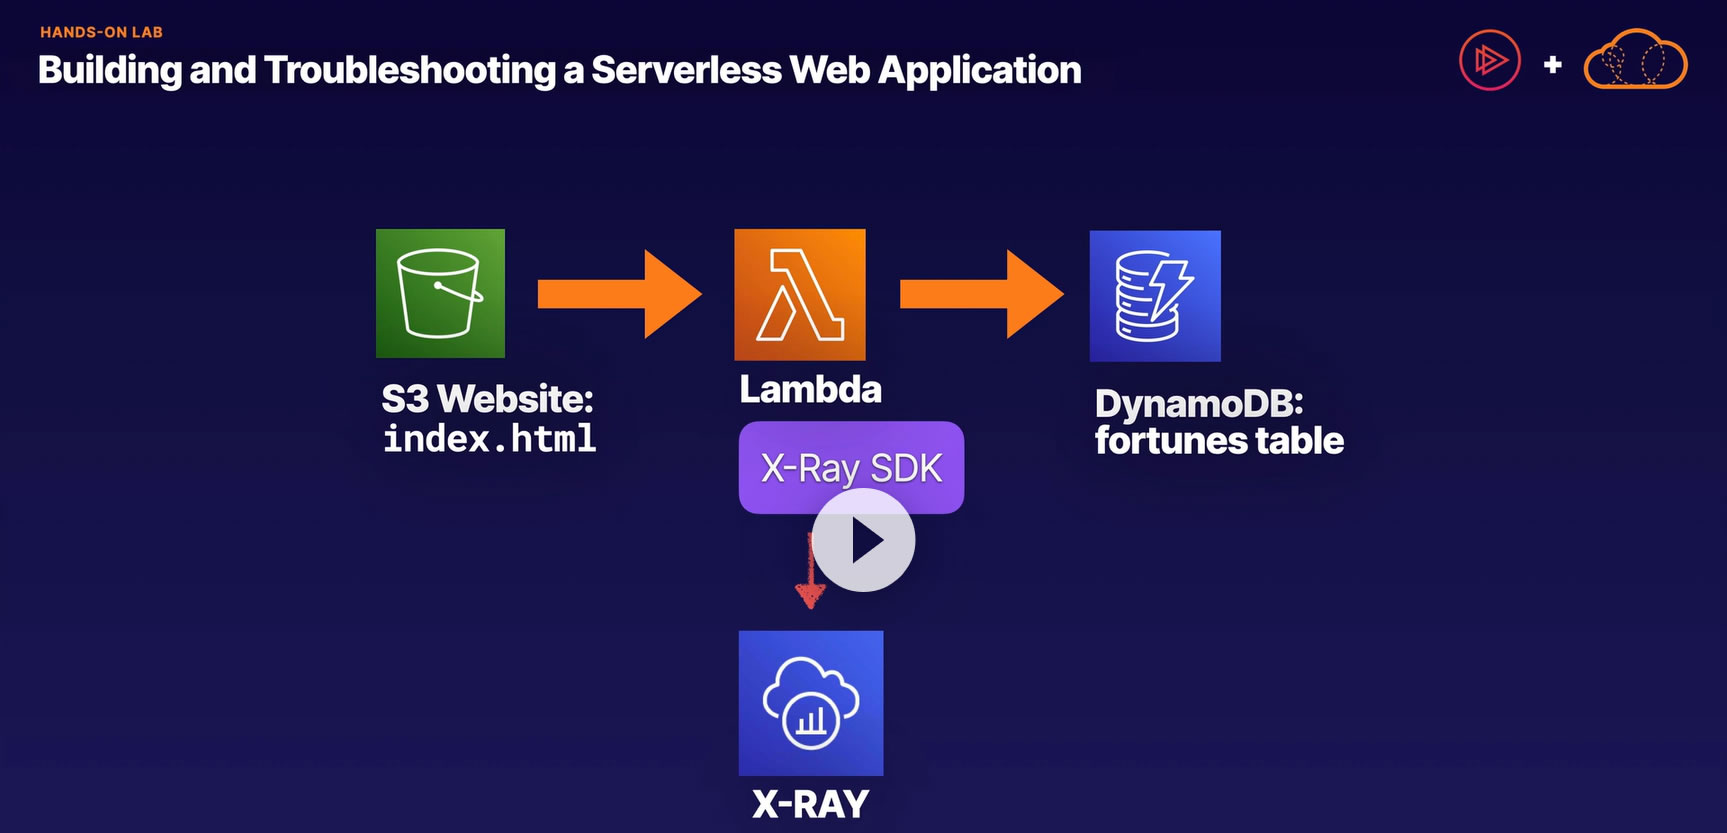 HANDS-ON LAB
Building and Troubleshooting a Serverless Web Application
+
S3 Website:
index.html
Lambda
X-Ray SDK
DynamoDB:
fortunes table
X-RAY